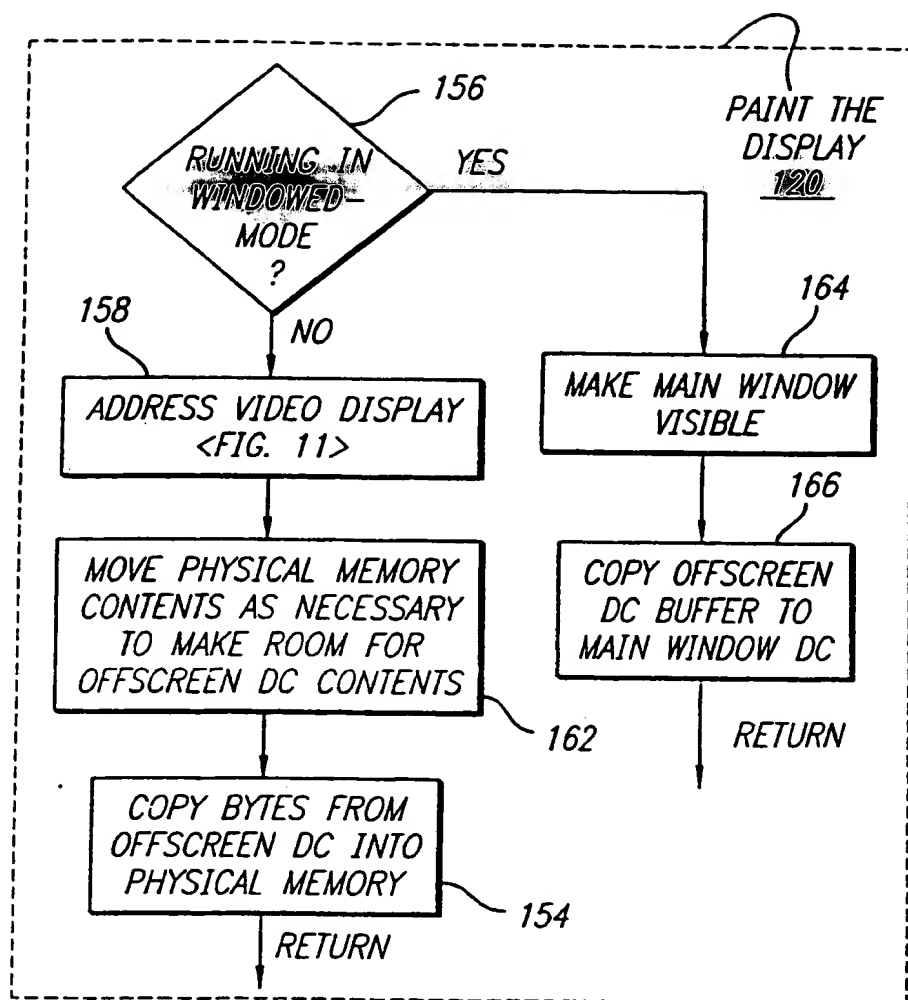 156
RUNNING IN
WINDOWED-
MODE
?
YES
PAINT THE
DISPLAY
120
158
NO
164
ADDRESS VIDEO DISPLAY
<FIG. 11>
MAKE MAIN WINDOW
VISIBLE
166
MOVE PHYSICAL MEMORY
CONTENTS AS NECESSARY
TO MAKE ROOM FOR
OFFSCREEN DC CONTENTS
162
COPY OFFSCREEN
DC BUFFER TO
MAIN WINDOW DC
RETURN
COPY BYTES FROM
OFFSCREEN DC INTO
PHYSICAL MEMORY
154
RETURN